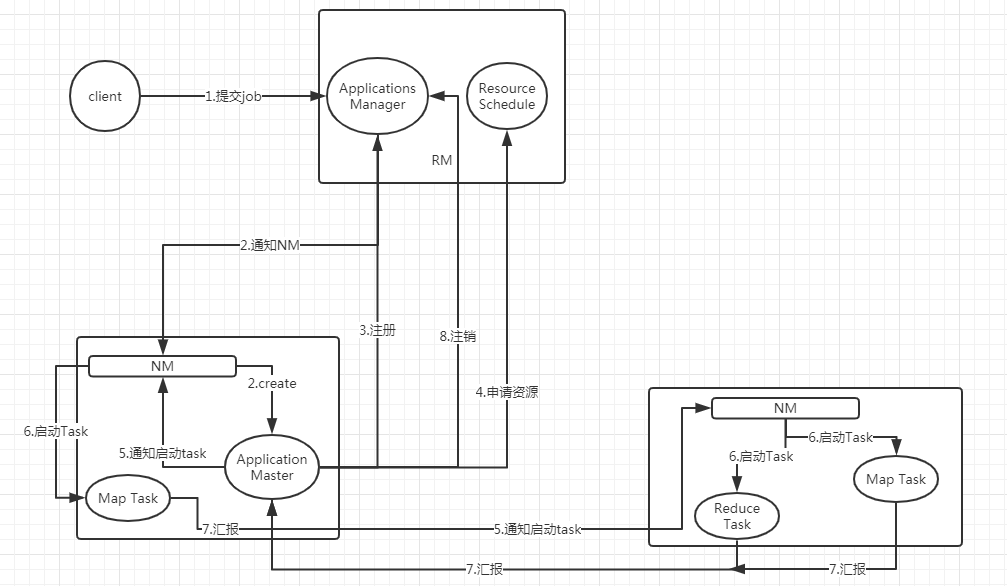 client
1.提交job
Applications
Manager
Resource
Schedule
RM
2.通知NM
3.注册
8.注销
4.申请资源
NM
2.create
6.启动Task
5.通知启动task
Application
Master
Map Task
7.汇报
5.通知启动task
NM
6.启动Task
6.启动Task
Map Task
Reduce
Task
7.汇报
7.汇报